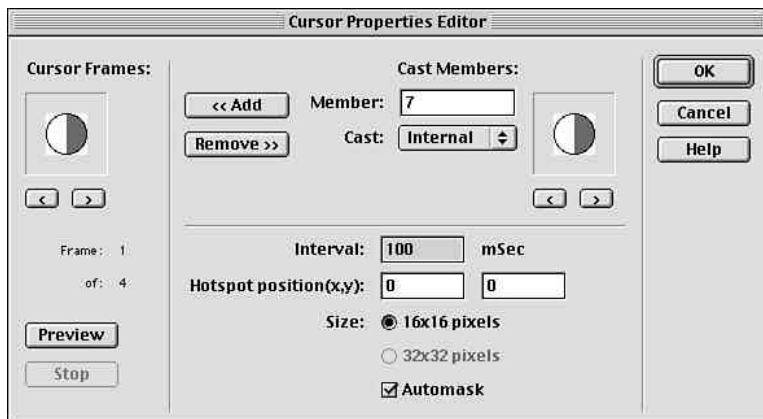 Cursor Properties Editor
Cursor Frames:
<
>
Frame: 1
of: 4
Preview
Stop
Cast Members:
<< Add
Member: 7
Remove >>
Cast: Internal
<
>
Interval: 100 mSec
Hotspot position(x,y): 0 0
Size: 16x16 pixels
32x32 pixels
Automask
OK
Cancel
Help